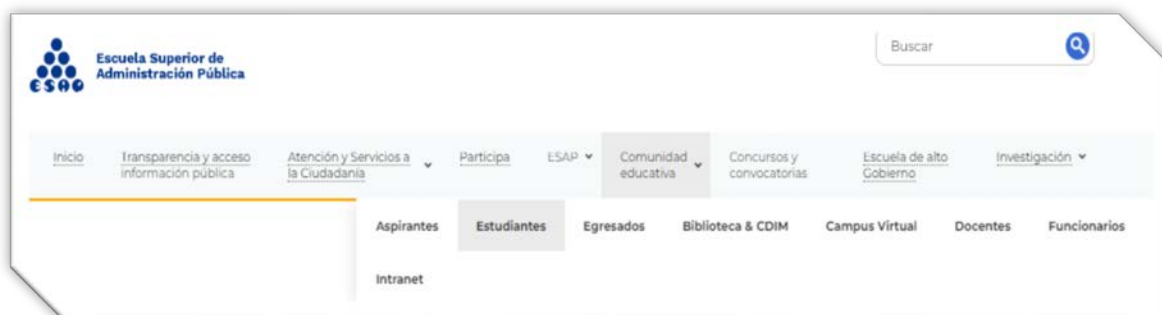 Buscar
Escuela Superior de
Administración Pública
ESAP
Inicio
Transparencia y acceso
información pública
Atención y Servicios a
la Ciudadanía
Participa
ESAP
Comunidad
educativa
Concursos y
convocatorias
Escuela de alto
Gobierno
Investigación
Aspirantes
Estudiantes
Egresados
Biblioteca & CDIM
Campus Virtual
Docentes
Funcionarios
Intranet